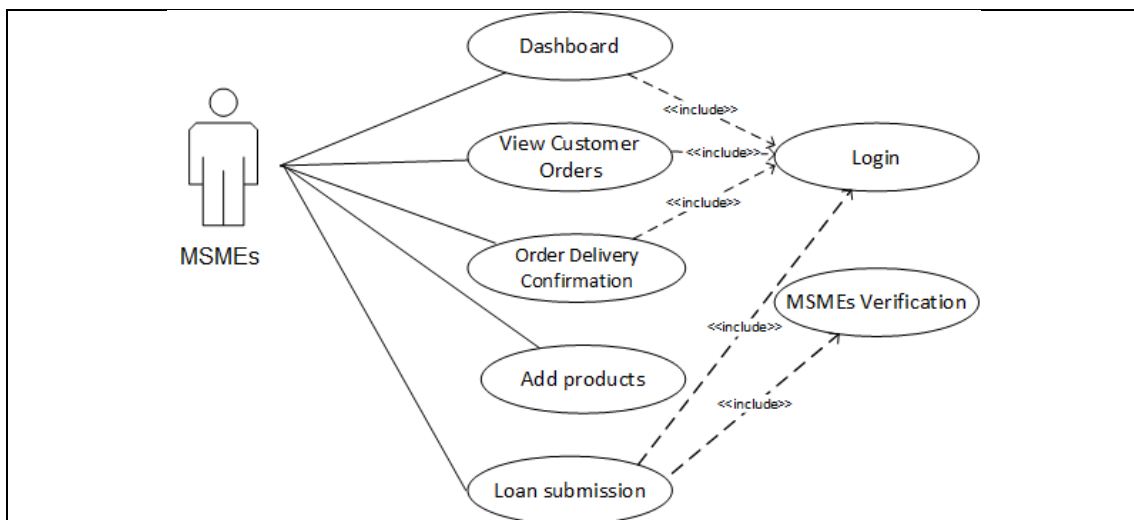 Dashboard
<<include>>
View Customer
Orders
<<include>>
Login
<<include>>
MSMEs
Order Delivery
Confirmation
MSMEs Verification
<<include>>
Add products
<<include>>
Loan submission